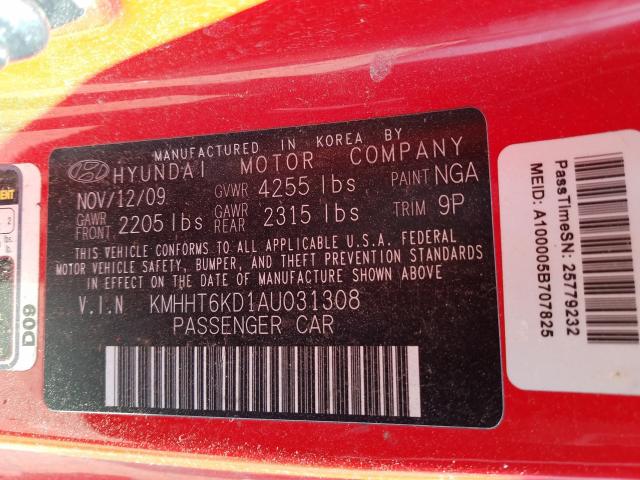 MANUFACTURED IN KOREA BY
HYUNDAI MOTOR COMPANY
NOV/12/09 GVWR 4255 lbs PAINT NGA
GAWR FRONT 2205 lbs GAWR REAR 2315 lbs TRIM 9P
THIS VEHICLE CONFORMS TO ALL APPLICABLE U.S.A. FEDERAL
MOTOR VEHICLE SAFETY, BUMPER, AND THEFT PREVENTION STANDARDS
IN EFFECT ON THE DATE OF MANUFACTURE SHOWN ABOVE.
V.I.N KMHHT6KD1AU031308
PASSENGER CAR
PassTimeSN: 25779232
MEID: A100005B707825
D09
2